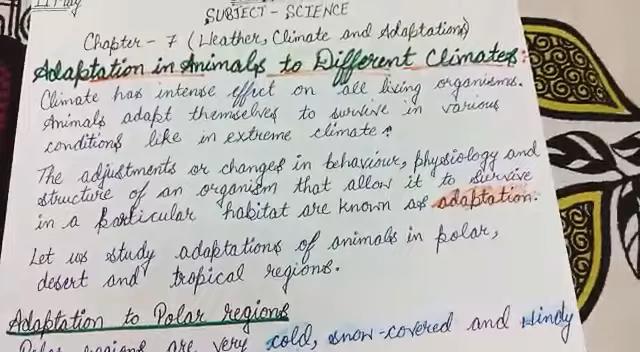 SUBJECT - SCIENCE
Chapter - 7 (Weather, Climate and Adaptations)
Adaptation in Animals to Different Climates:
Climate has intense effect on all living organisms.
Animals adapt themselves to survive in various
conditions like in extreme climate.
The adjustments or changes in behaviour, physiology and
structure of an organism that allow it to survive
in a particular habitat are known as adaptation.
Let us study adaptations of animals in polar,
desert and tropical regions.
Adaptation to Polar regions
Polar regions are very cold, snow-covered and windy